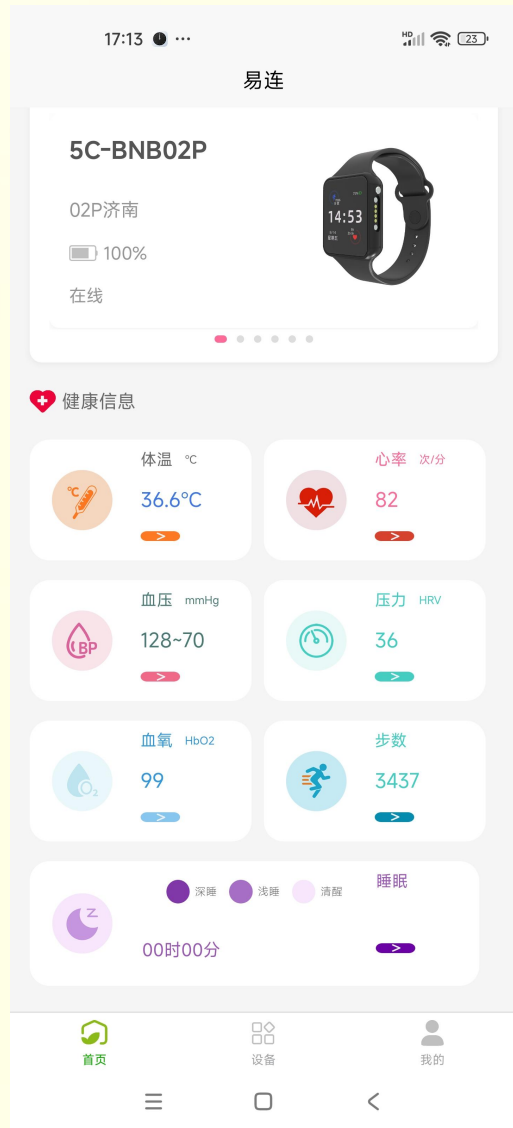 17:13
HD
23
易连
5C-BNB02P
02P济南
100%
在线
14:53
健康信息
体温 ℃
℃
36.6℃
>
心率 次/分
82
>
血压 mmHg
BP
128~70
>
压力 HRV
36
>
血氧 HbO2
O₂
99
>
步数
3437
>
深睡 浅睡 清醒
睡眠
Z
00时00分
>
首页 设备 我的